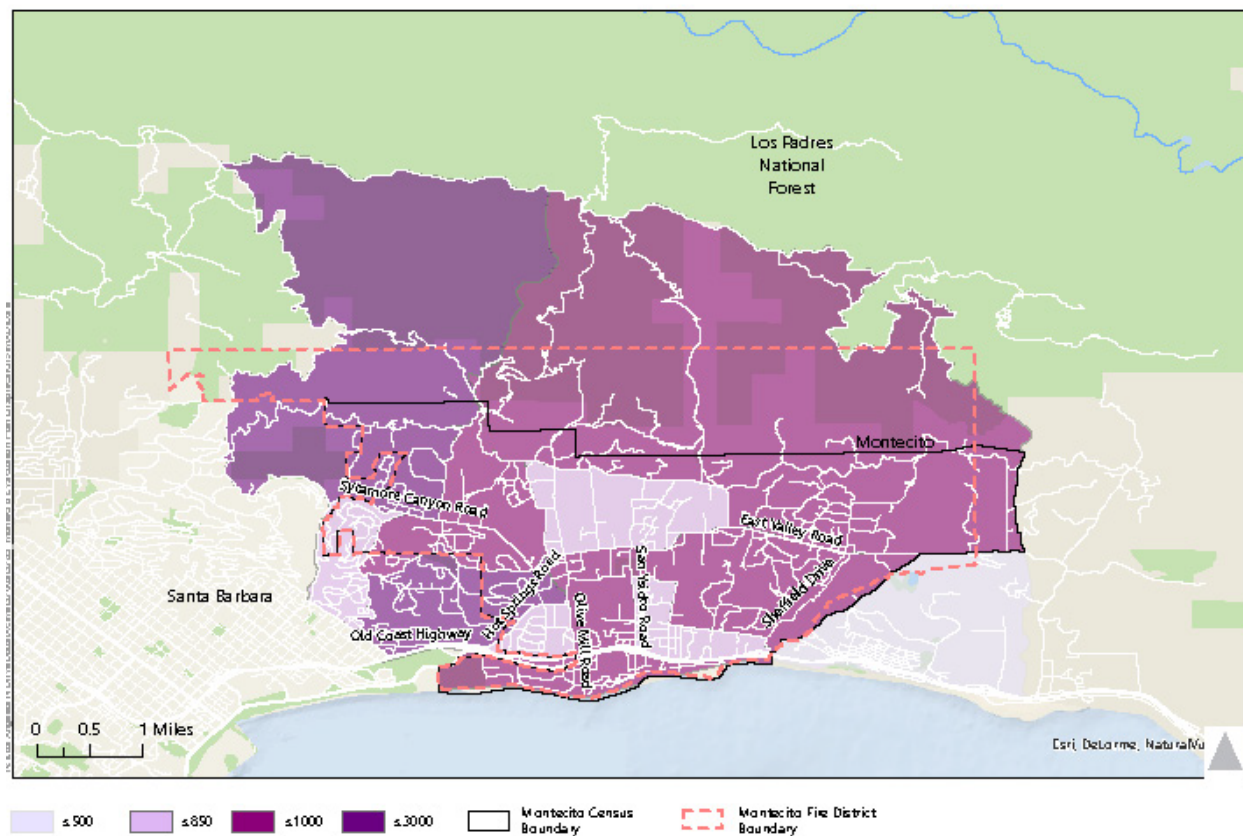 Los Padres
National
Forest
Montecito
Sycamore Canyon Road
East Valley Road
Hot Springs Road
San Ysidro Road
Sheffield Drive
Olive Mill Road
Santa Barbara
Old Coast Highway
0 0.5 1 Miles
Esri, DeLorme, NaturalVu
≤500
≤850
≤1000
≤3000
Montecito Census
Boundary
Montecito Fire District
Boundary